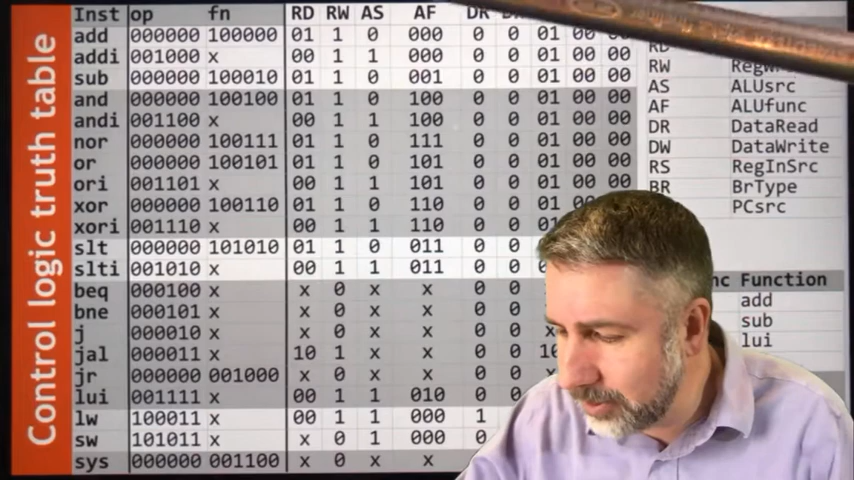 Control logic truth table
Inst op fn RD RW AS AF DR
add 000000 100000 01 1 0 000 0 0 01 00 00
addi 001000 x 00 1 1 000 0 0 01 00 00
sub 000000 100010 01 1 0 001 0 0 01 00 00
and 000000 100100 01 1 0 100 0 0 01 00 00
andi 001100 x 00 1 1 100 0 0 01 00 00
nor 000000 100111 01 1 0 111 0 0 01 00 00
or 000000 100101 01 1 0 101 0 0 01 00 00
ori 001101 x 00 1 1 101 0 0 01 00 00
xor 000000 100110 01 1 0 110 0 0 01 00 00
xori 001110 x 00 1 1 110 0 0 01
slt 000000 101010 01 1 0 011 0 0
slti 001010 x 00 1 1 011 0 0
beq 000100 x x 0 x x 0 0
bne 000101 x x 0 x x 0 0
j 000010 x x 0 x x 0 0 x
jal 000011 x 10 1 x x 0 0 10
jr 000000 001000 x 0 x x 0 0
lui 001111 x 00 1 1 010 0 0
lw 100011 x 00 1 1 000 1
sw 101011 x x 0 1 000 0
sys 000000 001100 x 0 x x
RD
RW
AS ALUsrc
AF ALUfunc
DR DataRead
DW DataWrite
RS RegInSrc
BR BrType
PCsrc
Function
add
sub
lui